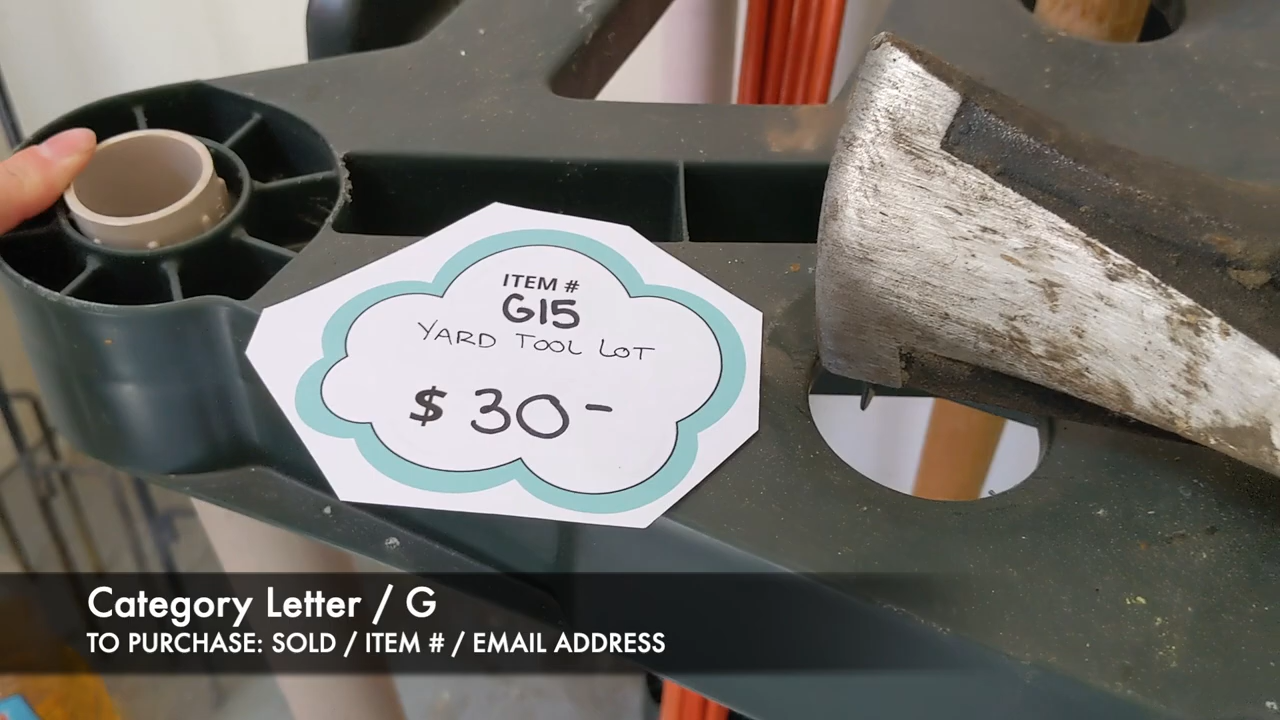 ITEM #
G15
YARD TOOL LOT
$ 30-
Category Letter / G
TO PURCHASE: SOLD / ITEM # / EMAIL ADDRESS